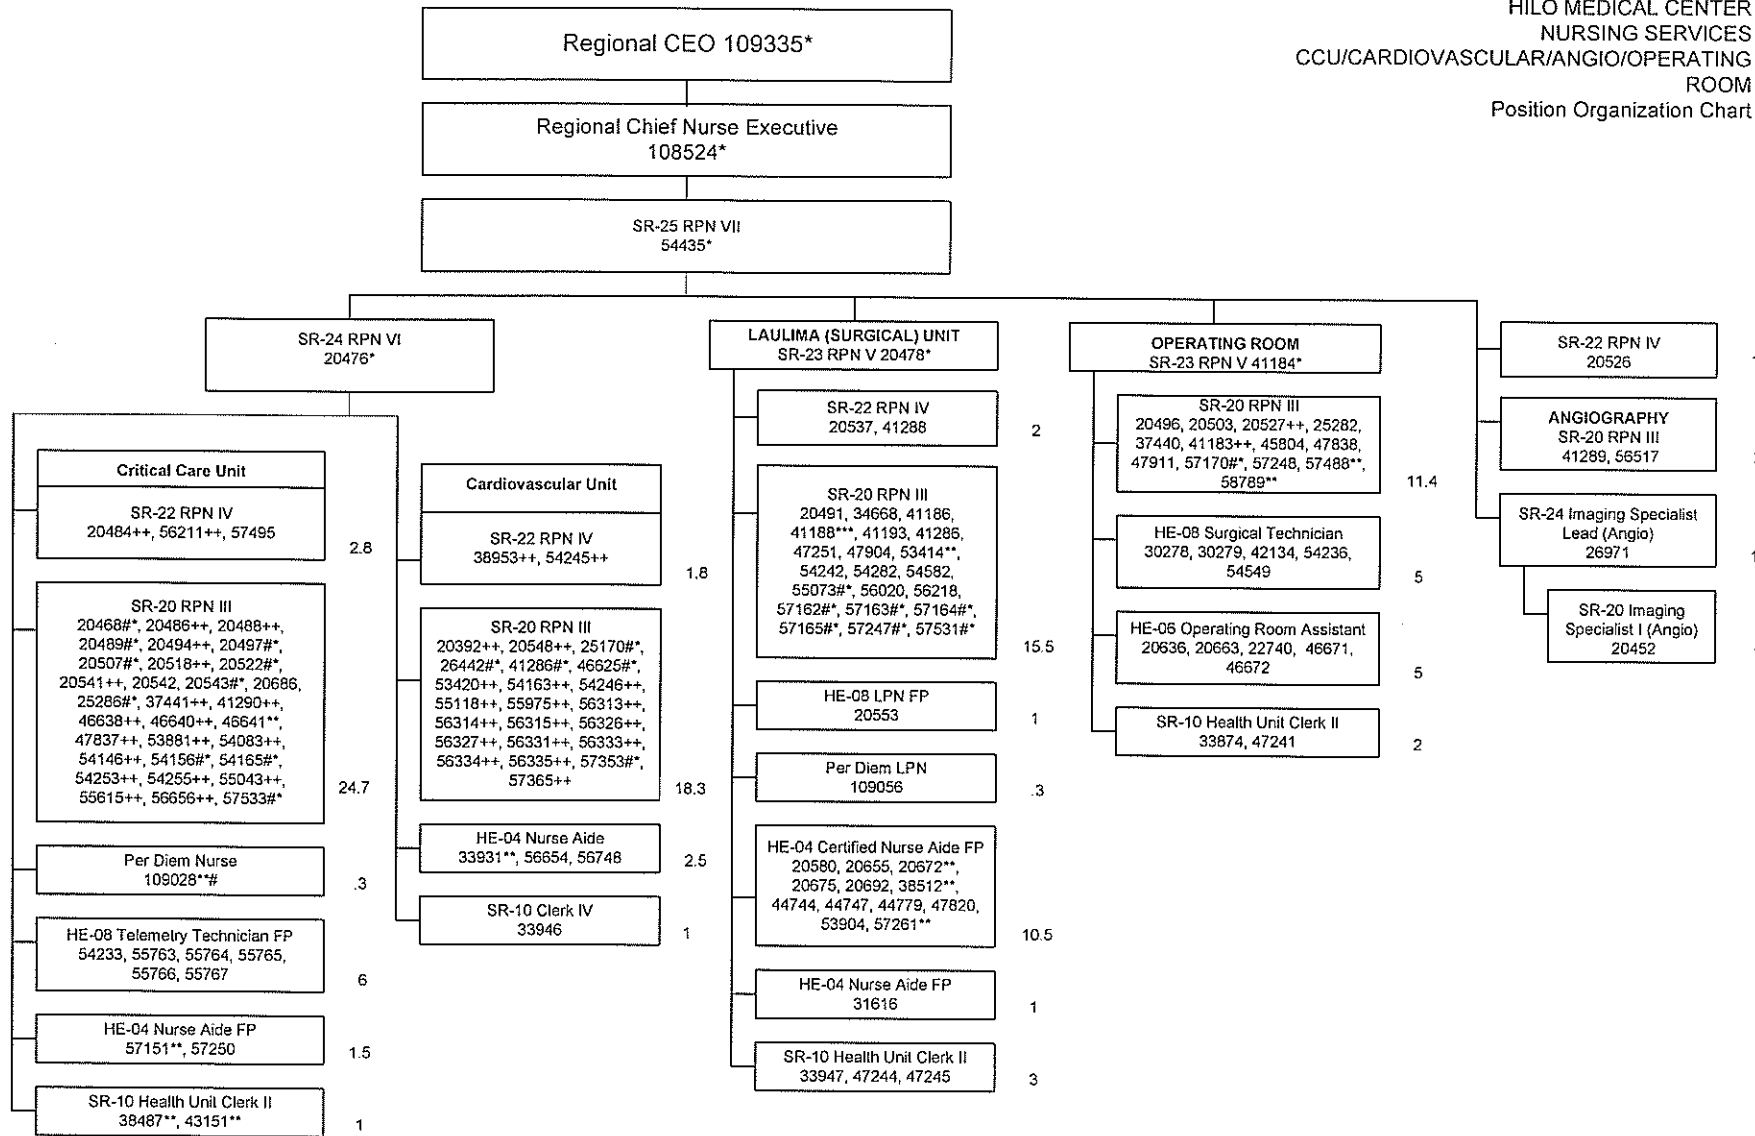 HILO MEDICAL CENTER
NURSING SERVICES
CCU/CARDIOVASCULAR/ANGIO/OPERATING
ROOM
Position Organization Chart
Regional CEO 109335*
Regional Chief Nurse Executive
108524*
SR-25 RPN VII
54435*
SR-24 RPN VI
20476*
Critical Care Unit
SR-22 RPN IV
20484++, 56211++, 57495
2.8
SR-20 RPN III
20468#*, 20486++, 20488++,
20489#*, 20494++, 20497#*,
20507#*, 20518++, 20522#*,
20541++, 20542, 20543#*, 20686,
25286#*, 37441++, 41290++,
46638++, 46640++, 46641**,
47837++, 53881++, 54083++,
54146++, 54156#*, 54165#*,
54253++, 54255++, 55043++,
55615++, 56656++, 57533#*
24.7
Per Diem Nurse
109028**#
.3
HE-08 Telemetry Technician FP
54233, 55763, 55764, 55765,
55766, 55767
6
HE-04 Nurse Aide FP
57151**, 57250
1.5
SR-10 Health Unit Clerk II
38487**, 43151**
1
Cardiovascular Unit
SR-22 RPN IV
38953++, 54245++
1.8
SR-20 RPN III
20392++, 20548++, 25170#*,
26442#*, 41286#*, 46625#*,
53420++, 54163++, 54246++,
55118++, 55975++, 56313++,
56314++, 56315++, 56326++,
56327++, 56331++, 56333++,
56334++, 56335++, 57353#*,
57365++
18.3
HE-04 Nurse Aide
33931**, 56654, 56748
2.5
SR-10 Clerk IV
33946
1
LAULIMA (SURGICAL) UNIT
SR-23 RPN V 20478*
SR-22 RPN IV
20537, 41288
2
SR-20 RPN III
20491, 34668, 41186,
41188***, 41193, 41285,
47251, 47904, 53414**,
54242, 54282, 54582,
55073#*, 56020, 56218,
57162#*, 57163#*, 57164#*,
57165#*, 57247#*, 57531#*
15.5
HE-08 LPN FP
20553
1
Per Diem LPN
109056
.3
HE-04 Certified Nurse Aide FP
20580, 20655, 20672**,
20675, 20692, 38512**,
44744, 44747, 44779, 47820,
53904, 57261**
10.5
HE-04 Nurse Aide FP
31616
1
SR-10 Health Unit Clerk II
33947, 47244, 47245
3
OPERATING ROOM
SR-23 RPN V 41184*
SR-20 RPN III
20496, 20503, 20527++, 25282,
37440, 41183++, 45804, 47838,
47911, 57170#*, 57248, 57488**,
58789**
11.4
HE-08 Surgical Technician
30278, 30279, 42134, 54236,
54549
5
HE-06 Operating Room Assistant
20636, 20663, 22740, 46671,
46672
5
SR-10 Health Unit Clerk II
33874, 47241
2
SR-22 RPN IV
20526
ANGIOGRAPHY
SR-20 RPN III
41289, 56517
SR-24 Imaging Specialist
Lead (Angio)
26971
1
SR-20 Imaging
Specialist I (Angio)
20452